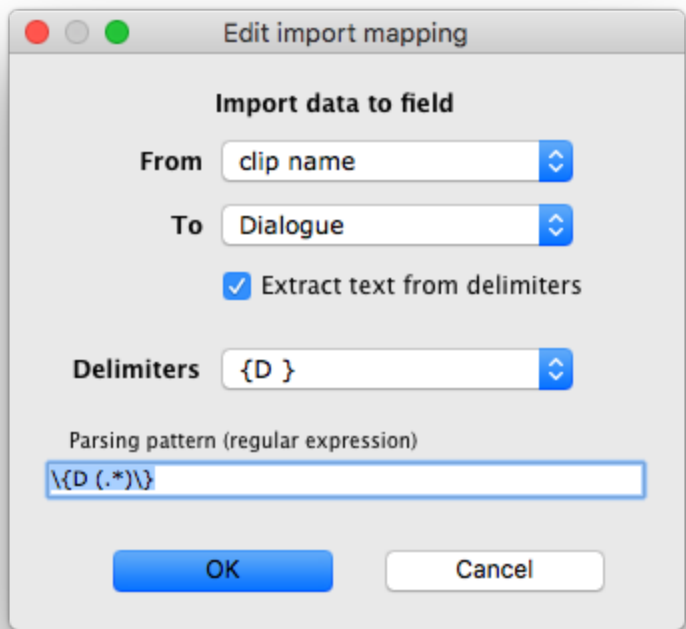 Edit import mapping
Import data to field
From clip name
To Dialogue
Extract text from delimiters
Delimiters {D }
Parsing pattern (regular expression)
\{D (.*)\}
OK Cancel